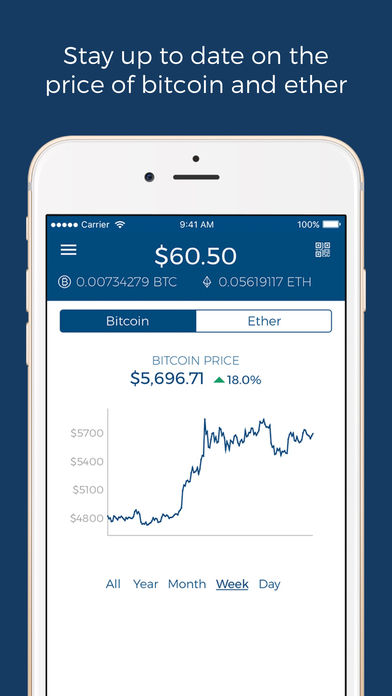 Stay up to date on the
price of bitcoin and ether
Carrier 9:41 AM 100%
$60.50
0.00734279 BTC 0.05619117 ETH
Bitcoin Ether
BITCOIN PRICE
$5,696.71 18.0%
$5700
$5400
$5100
$4800
All Year Month Week Day